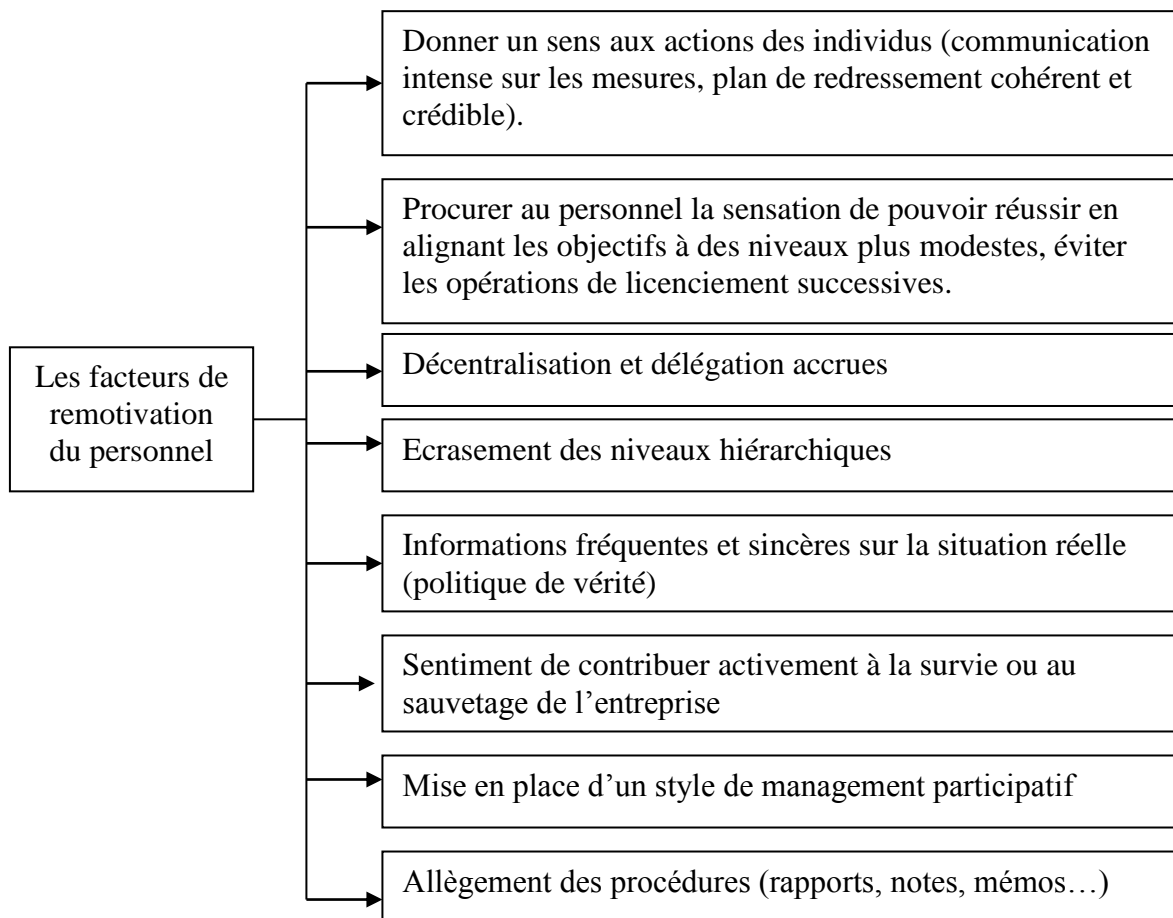 Donner un sens aux actions des individus (communication
intense sur les mesures, plan de redressement cohérent et
crédible).
Procurer au personnel la sensation de pouvoir réussir en
alignant les objectifs à des niveaux plus modestes, éviter
les opérations de licenciement successives.
Les facteurs de
remotivation
du personnel
Décentralisation et délégation accrues
Ecrasement des niveaux hiérarchiques
Informations fréquentes et sincères sur la situation réelle
(politique de vérité)
Sentiment de contribuer activement à la survie ou au
sauvetage de l’entreprise
Mise en place d’un style de management participatif
Allègement des procédures (rapports, notes, mémos…)